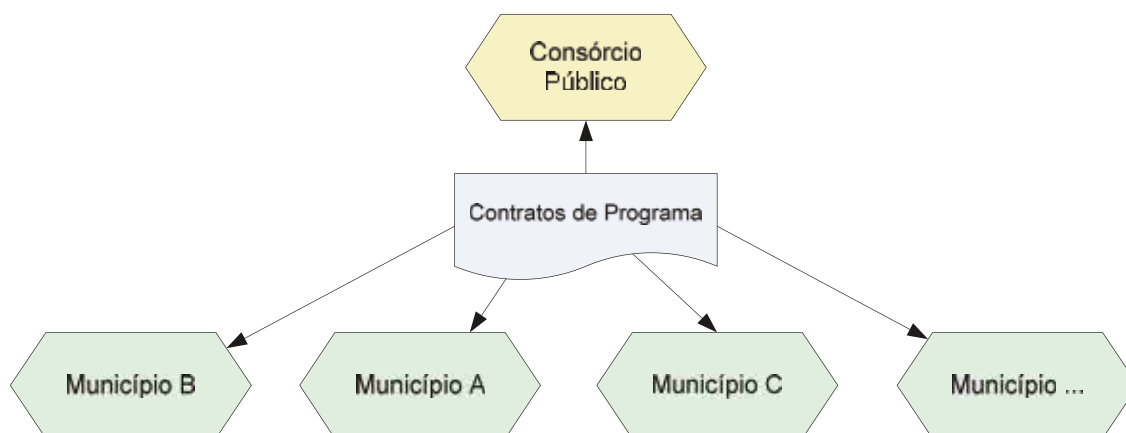 Consórcio
Público
Contratos de Programa
Município B
Município A
Município C
Município ...